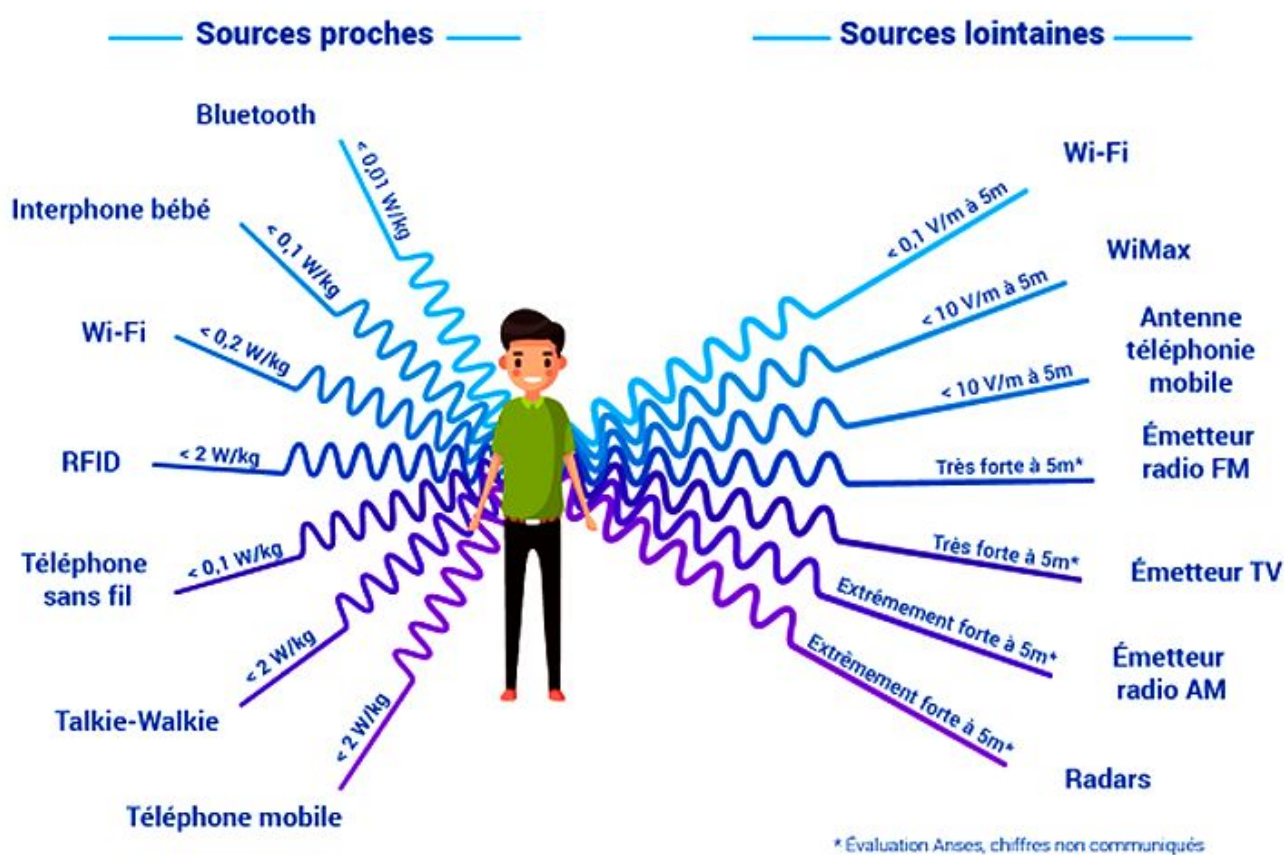 Sources proches
Bluetooth
< 0,01 W/kg
Interphone bébé
< 0,1 W/kg
Wi-Fi
< 0,2 W/kg
RFID
< 2 W/kg
Téléphone
sans fil
< 0,1 W/kg
Talkie-Walkie
< 2 W/kg
Téléphone mobile
< 2 W/kg
Sources lointaines
Wi-Fi
< 0,1 V/m à 5m
WiMax
< 10 V/m à 5m
Antenne
téléphonie
mobile
< 10 V/m à 5m
Émetteur
radio FM
Très forte à 5m*
Émetteur TV
Très forte à 5m*
Émetteur
radio AM
Extrêmement forte à 5m*
Radars
Extrêmement forte à 5m*
* Évaluation Anses, chiffres non communiqués